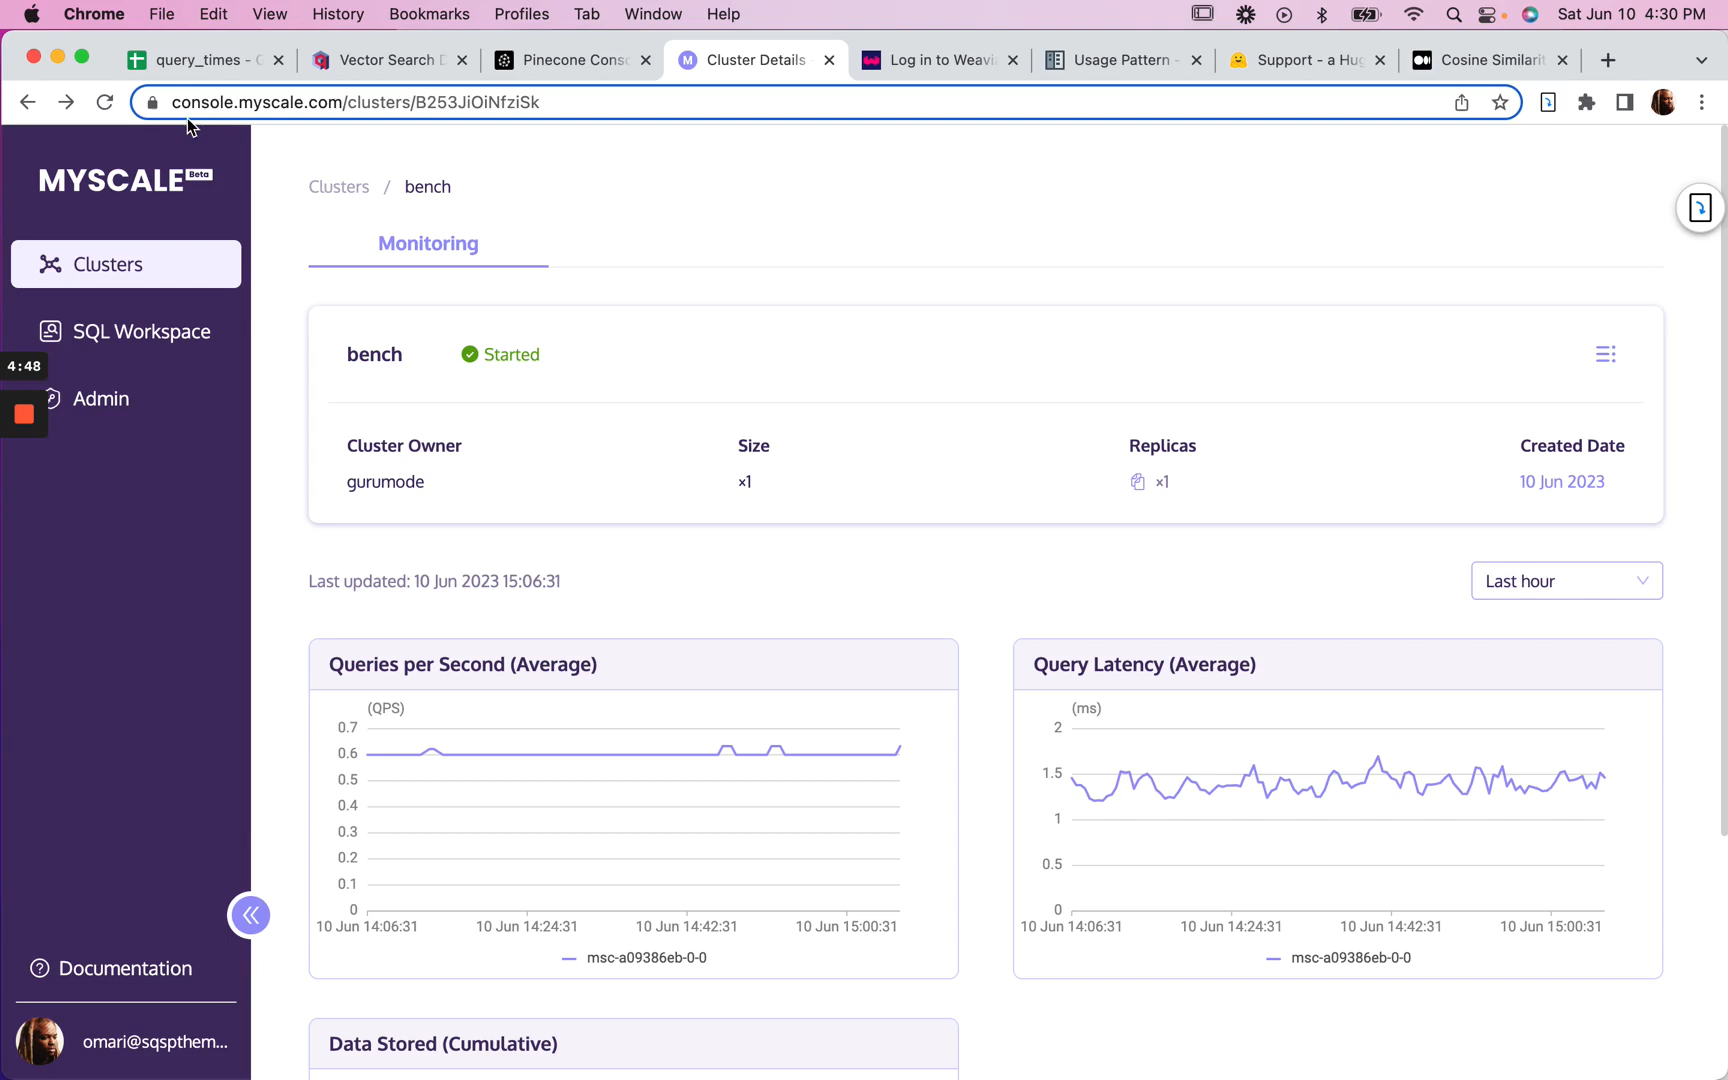 Chrome File Edit View History Bookmarks Profiles Tab Window Help Sat Jun 10 4:30 PM
query_times - Vector Search Pinecone Cons Cluster Details Log in to Weavi Usage Pattern - Support - a Hug Cosine Similarit
console.myscale.com/clusters/B253JiOiNfziSk
MYSCALE Beta
Clusters / bench
Monitoring
Clusters
SQL Workspace
4:48
Admin
bench Started
Cluster Owner Size Replicas Created Date
gurumode ×1 ×1 10 Jun 2023
Last updated: 10 Jun 2023 15:06:31 Last hour
Queries per Second (Average)
(QPS)
0.7
0.6
0.5
0.4
0.3
0.2
0.1
0
10 Jun 14:06:31 10 Jun 14:24:31 10 Jun 14:42:31 10 Jun 15:00:31
msc-a09386eb-0-0
Query Latency (Average)
(ms)
2
1.5
1
0.5
0
10 Jun 14:06:31 10 Jun 14:24:31 10 Jun 14:42:31 10 Jun 15:00:31
msc-a09386eb-0-0
Data Stored (Cumulative)
Documentation
omari@sqspthem...